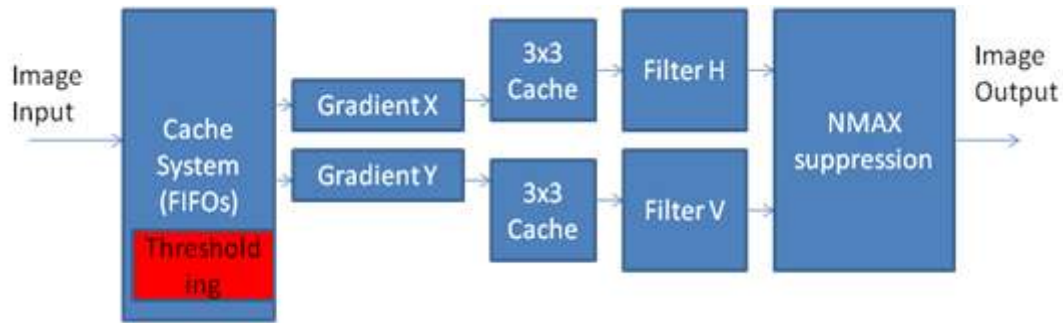 Image
Input
Cache
System
(FIFOs)
Threshold
ing
Gradient X
Gradient Y
3x3
Cache
3x3
Cache
Filter H
Filter V
NMAX
suppression
Image
Output